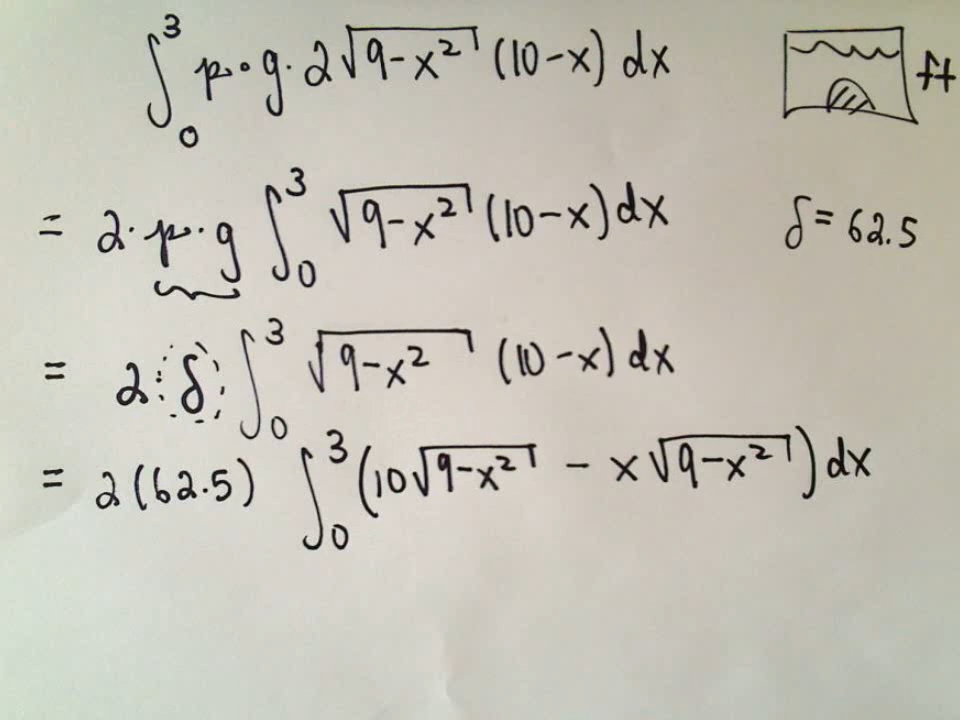 ∫₀³ p·g·2√(9-x²) (10-x) dx
ft
= 2·p·g ∫₀³ √(9-x²) (10-x) dx
δ = 62.5
= 2·δ ∫₀³ √(9-x²) (10-x) dx
= 2(62.5) ∫₀³ (10√(9-x²) - x√(9-x²)) dx